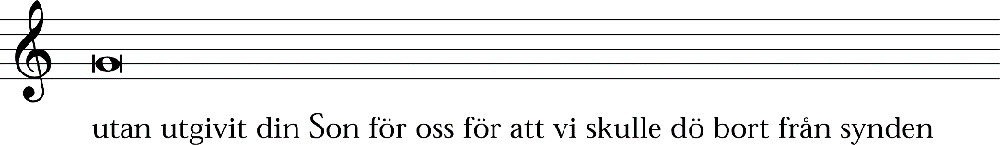 utan utgivit din Son för oss för att vi skulle dö bort från synden